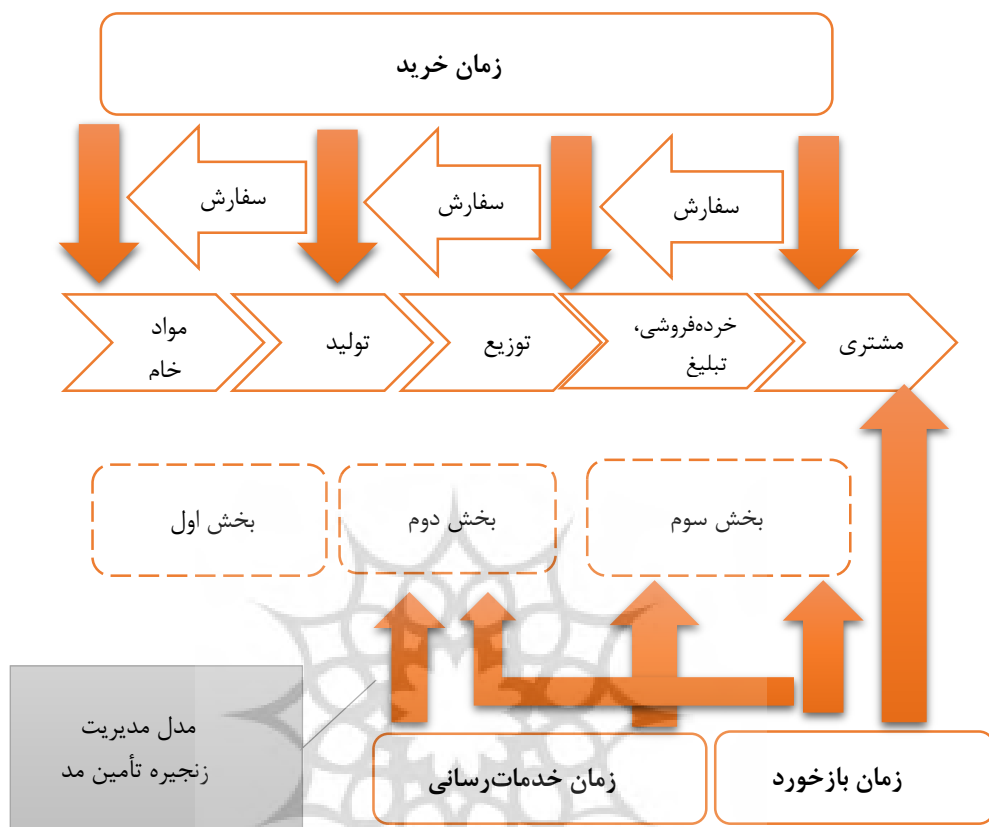 زمان خرید
سفارش
سفارش
سفارش
مواد
خام
تولید
توزیع
خرده‌فروشی،
تبلیغ
مشتری
بخش اول
بخش دوم
بخش سوم
مدل مدیریت
زنجیره تأمین مد
زمان خدمات‌رسانی
زمان بازخورد